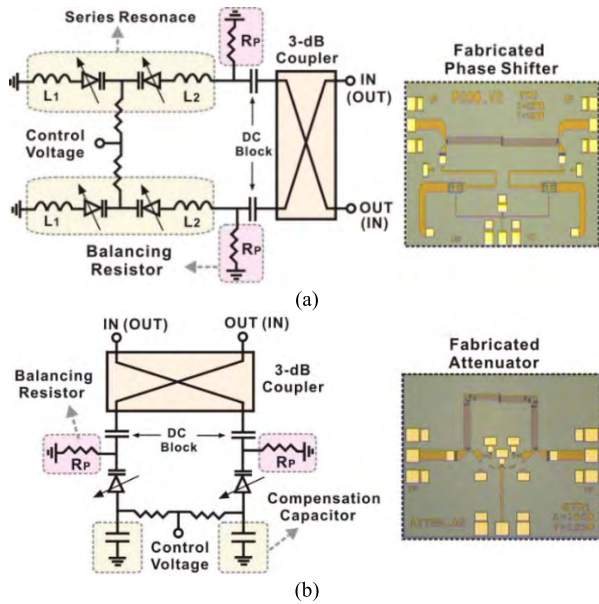 Series Resonace
RP
3-dB
Coupler
IN
(OUT)
L1
L2
Control
Voltage
DC
Block
L1
L2
OUT
(IN)
Balancing
Resistor
RP
Fabricated
Phase Shifter
(a)
IN (OUT)
OUT (IN)
3-dB
Coupler
Balancing
Resistor
DC
Block
RP
RP
Compensation
Capacitor
Control
Voltage
Fabricated
Attenuator
(b)